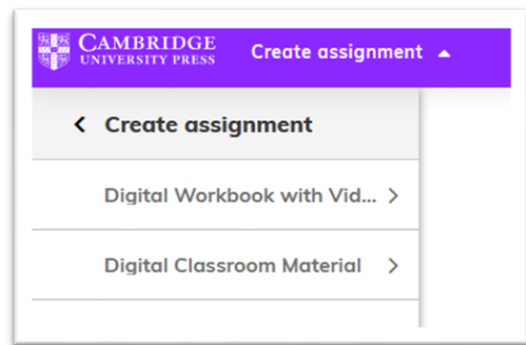 CAMBRIDGE
UNIVERSITY PRESS
Create assignment
Create assignment
Digital Workbook with Vid...
Digital Classroom Material